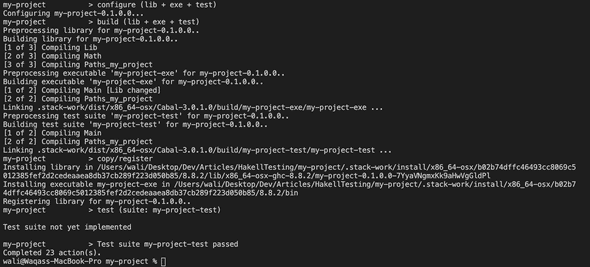 my-project        > configure (lib + exe + test)
Configuring my-project-0.1.0.0...
my-project        > build (lib + exe + test)
Preprocessing library for my-project-0.1.0.0..
Building library for my-project-0.1.0.0..
[1 of 3] Compiling Lib
[2 of 3] Compiling Math
[3 of 3] Compiling Paths_my_project
Preprocessing executable 'my-project-exe' for my-project-0.1.0.0..
Building executable 'my-project-exe' for my-project-0.1.0.0..
[1 of 2] Compiling Main [Lib changed]
[2 of 2] Compiling Paths_my_project
Linking .stack-work/dist/x86_64-osx/Cabal-3.0.1.0/build/my-project-exe/my-project-exe ...
Preprocessing test suite 'my-project-test' for my-project-0.1.0.0..
Building test suite 'my-project-test' for my-project-0.1.0.0..
[1 of 2] Compiling Main
[2 of 2] Compiling Paths_my_project
Linking .stack-work/dist/x86_64-osx/Cabal-3.0.1.0/build/my-project-test/my-project-test ...
my-project        > copy/register
Installing library in /Users/wali/Desktop/Dev/Articles/HakellTesting/my-project/.stack-work/install/x86_64-osx/b02b74dffc46493cc8069c5
012385fef2d2cedeaaea8db37cb289f223d050b85/8.8.2/lib/x86_64-osx-ghc-8.8.2/my-project-0.1.0.0-7YyaVNgmxKk9aHwVgGldPl
Installing executable my-project-exe in /Users/wali/Desktop/Dev/Articles/HakellTesting/my-project/.stack-work/install/x86_64-osx/b02b7
4dffc46493cc8069c5012385fef2d2cedeaaea8db37cb289f223d050b85/8.8.2/bin
Registering library for my-project-0.1.0.0..
my-project        > test (suite: my-project-test)
Test suite not yet implemented
my-project        > Test suite my-project-test passed
Completed 23 action(s).
wali@Waqass-MacBook-Pro my-project %